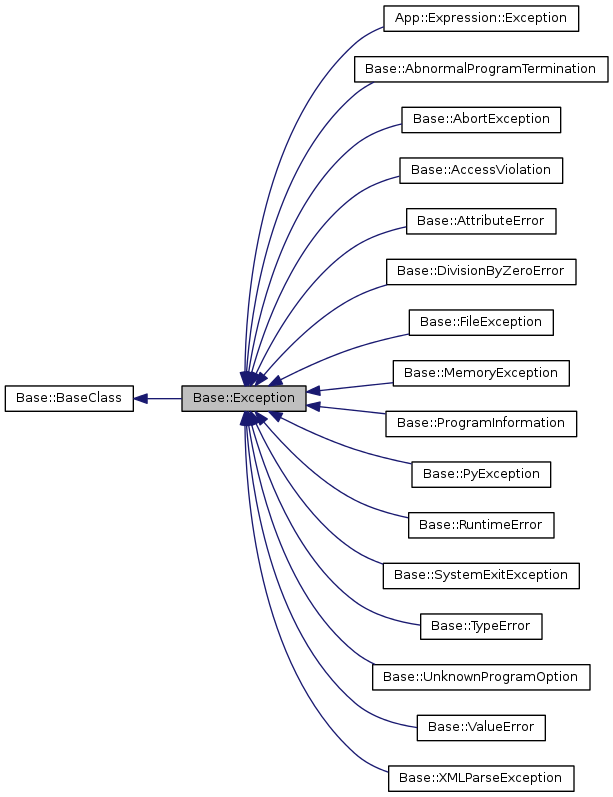 App::Expression::Exception
Base::AbnormalProgramTermination
Base::AbortException
Base::AccessViolation
Base::AttributeError
Base::DivisionByZeroError
Base::FileException
Base::MemoryException
Base::BaseClass
Base::Exception
Base::ProgramInformation
Base::PyException
Base::RuntimeError
Base::SystemExitException
Base::TypeError
Base::UnknownProgramOption
Base::ValueError
Base::XMLParseException